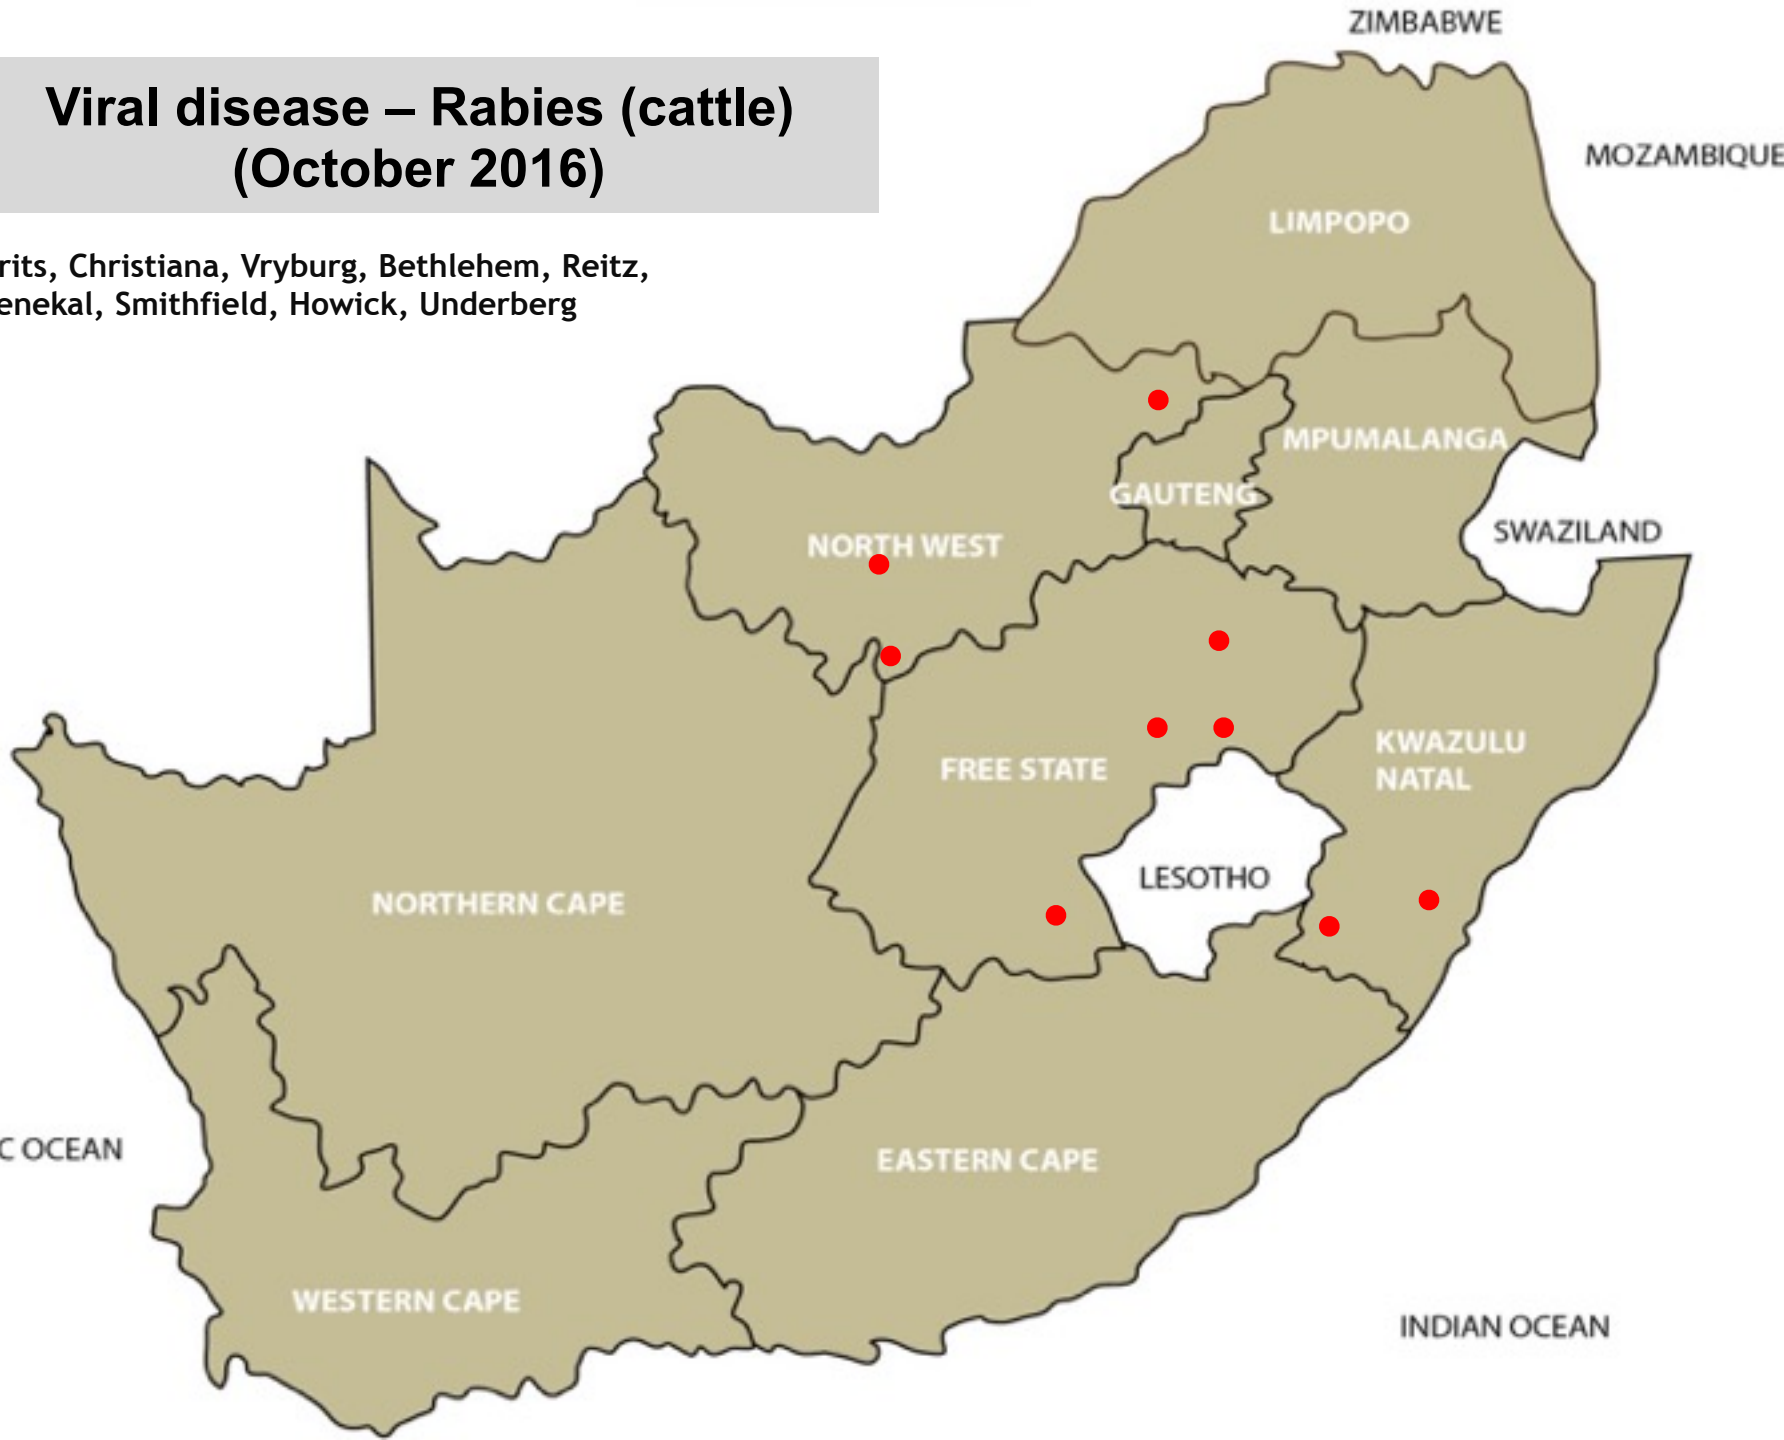 ZIMBABWE
Viral disease – Rabies (cattle)
(October 2016)
MOZAMBIQUE
LIMPOPO
rits, Christiana, Vryburg, Bethlehem, Reitz,
enekal, Smithfield, Howick, Underberg
MPUMALANGA
GAUTENG
SWAZILAND
NORTH WEST
KWAZULU
NATAL
FREE STATE
LESOTHO
NORTHERN CAPE
C OCEAN
EASTERN CAPE
WESTERN CAPE
INDIAN OCEAN